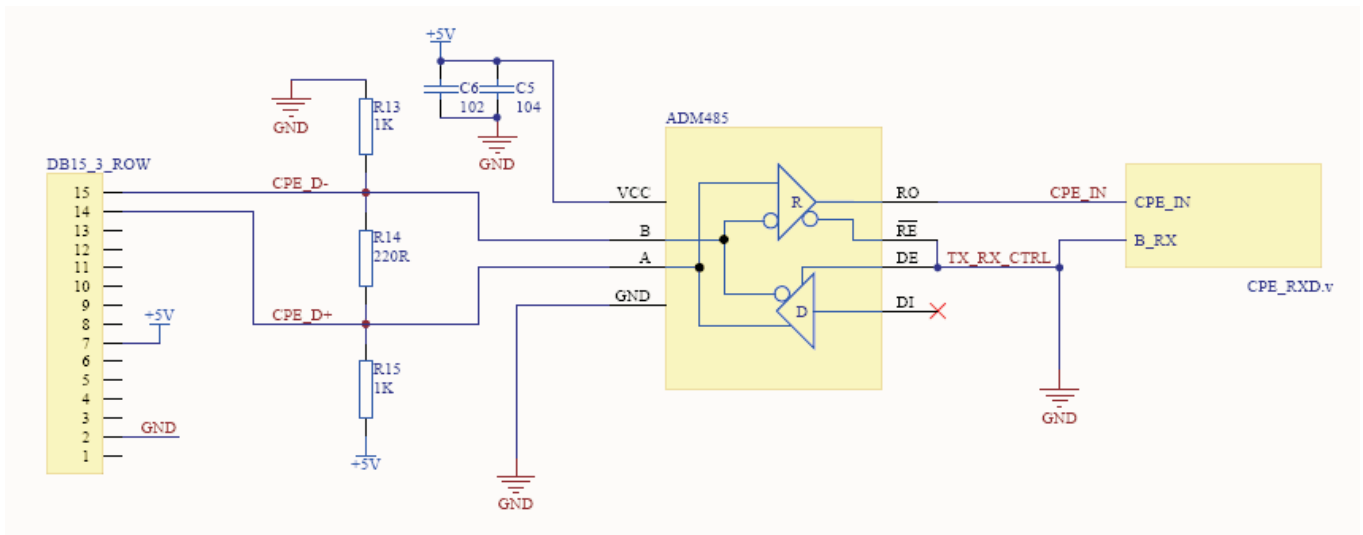 +5V
C6
102
C5
104
GND
GND
R13
1K
ADM485
DB15_3_ROW
15
14
13
12
11
10
9
8
7
6
5
4
3
2
1
CPE_D-
R14
220R
CPE_D+
+5V
R15
1K
+5V
GND
VCC
B
A
GND
R
D
RO
RE
DE
DI
GND
CPE_IN
TX_RX_CTRL
CPE_IN
B_RX
CPE_RXD.v
GND